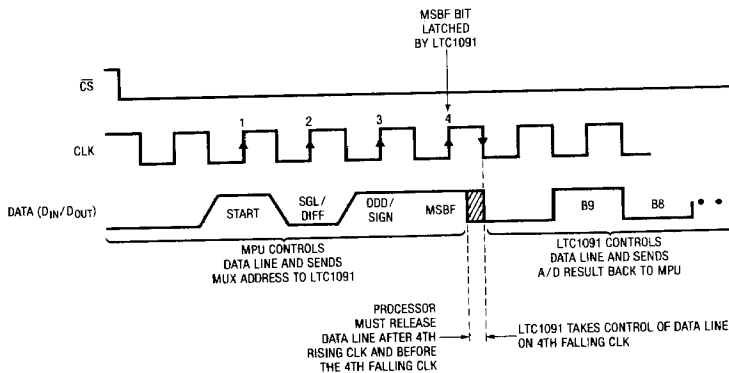 MSBF BIT
LATCHED
BY LTC1091
CS
1 2 3 4
CLK
DATA (DIN/DOUT)
START
SGL/
DIFF
ODD/
SIGN
MSBF
B9
B8
MPU CONTROLS
DATA LINE AND SENDS
MUX ADDRESS TO LTC1091
LTC1091 CONTROLS
DATA LINE AND SENDS
A/D RESULT BACK TO MPU
PROCESSOR
MUST RELEASE
DATA LINE AFTER 4TH
RISING CLK AND BEFORE
THE 4TH FALLING CLK
LTC1091 TAKES CONTROL OF DATA LINE
ON 4TH FALLING CLK